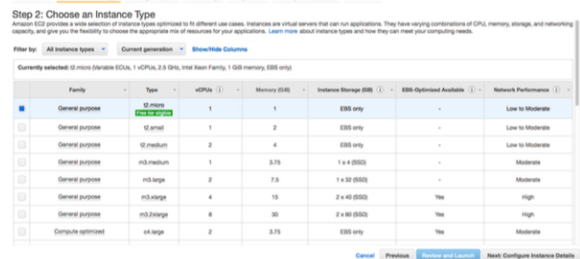 Step 2: Choose an Instance Type
Amazon EC2 provides a wide selection of instance types optimized to fit different use cases. Instances are virtual servers that can run applications. They have varying combinations of CPU, memory, storage, and networking
capacity, and give you the flexibility to choose the appropriate mix of resources for your applications. Learn more about instance types and how they can meet your computing needs.
Filter by: All instance types Current generation Show/Hide Columns
Currently selected: t2.micro (Variable ECUs, 1 vCPUs, 2.5 GHz, Intel Xeon Family, 1 GiB memory, EBS only)
Family Type vCPUs Memory (GiB) Instance Storage (GB) EBS-Optimized Available Network Performance
General purpose t2.micro 1 1 EBS only - Low to Moderate
Free tier eligible
General purpose t2.small 1 2 EBS only - Low to Moderate
General purpose t2.medium 2 4 EBS only - Low to Moderate
General purpose m3.medium 1 3.75 1 x 4 (SSD) - Moderate
General purpose m3.large 2 7.5 1 x 32 (SSD) - Moderate
General purpose m3.xlarge 4 15 2 x 40 (SSD) Yes High
General purpose m3.2xlarge 8 30 2 x 80 (SSD) Yes High
Compute optimized c4.large 2 3.75 EBS only Yes Moderate
Cancel Previous Review and Launch Next: Configure Instance Details